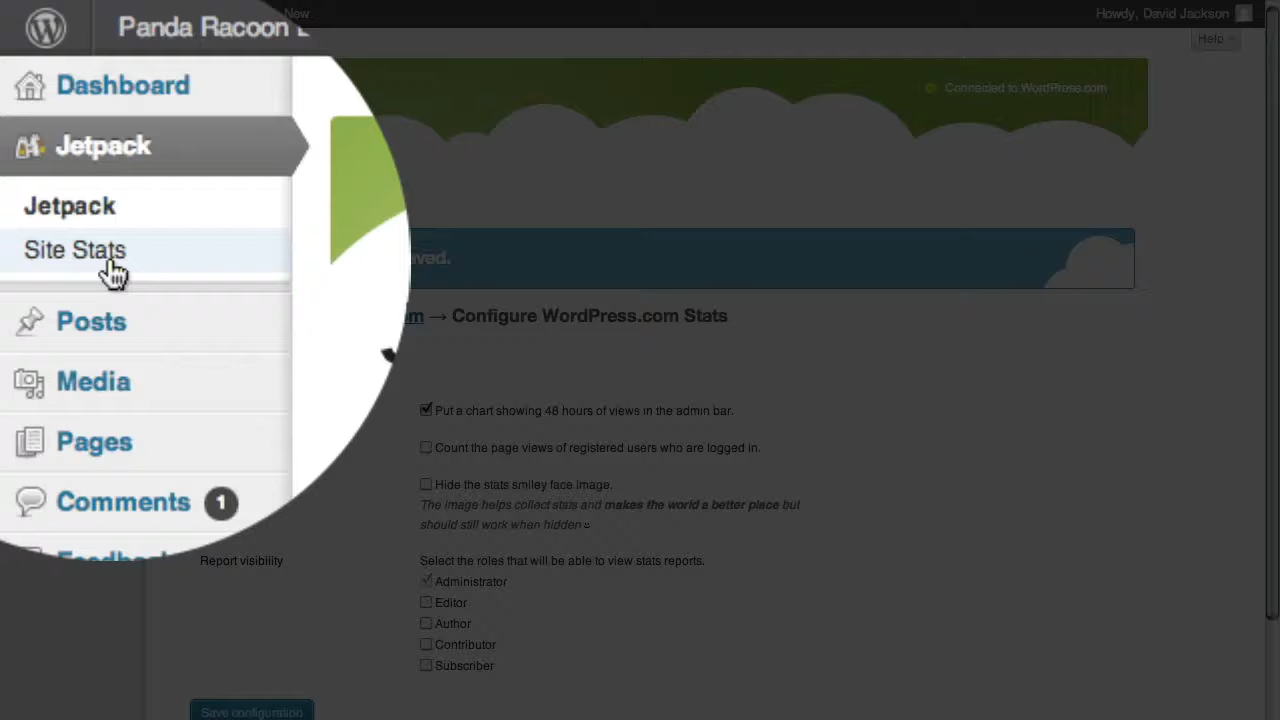 New
Howdy, David Jackson
Panda Racoon
Help
Dashboard
Connected to WordPress.com
Jetpack
Jetpack
Site Stats
→ Configure WordPress.com Stats
Posts
Media
Put a chart showing 48 hours of views in the admin bar.
Pages
Count the page views of registered users who are logged in.
Hide the stats smiley face image.
Comments 1
The image helps collect stats and makes the world a better place but
should still work when hidden
Report visibility
Select the roles that will be able to view stats reports.
Administrator
Editor
Author
Contributor
Subscriber
Save configuration